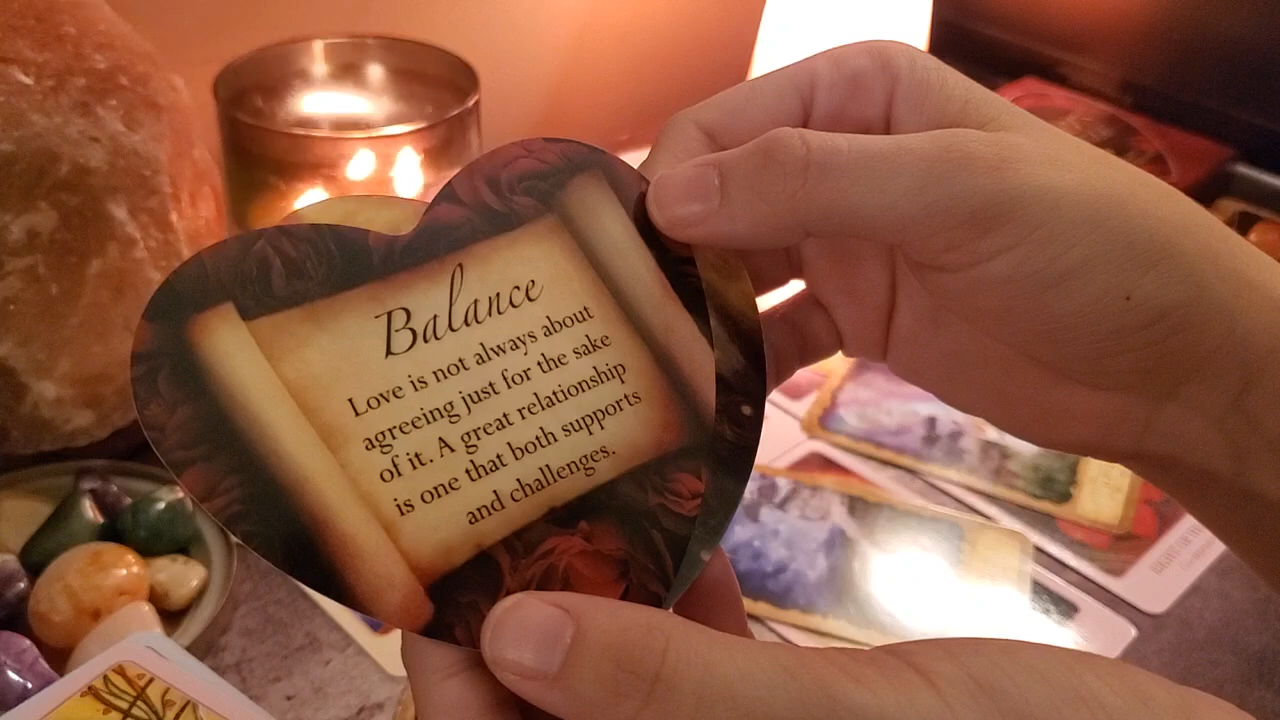 Balance
Love is not always about
agreeing just for the sake
of it. A great relationship
is one that both supports
and challenges.